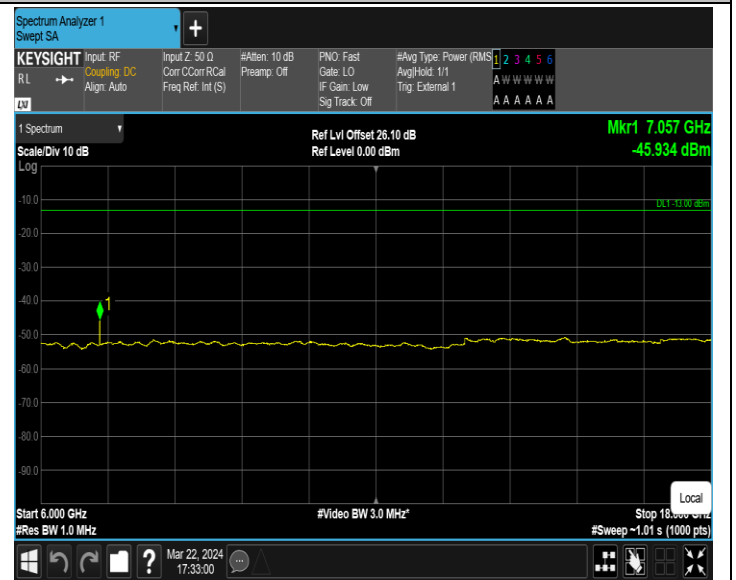 Spectrum Analyzer 1
Swept SA
+
KEYSIGHT
RL
LXI
Input: RF
Coupling: DC
Align: Auto
Input Z: 50 Ω
Corr CCorr RCal
Freq Ref: Int (S)
#Atten: 10 dB
Preamp: Off
PNO: Fast
Gate: LO
IF Gain: Low
Sig Track: Off
#Avg Type: Power (RMS
Avg|Hold: 1/1
Trig: External 1
1 2 3 4 5 6
A W W W W W
A A A A A A
1 Spectrum
Scale/Div 10 dB
Log
Ref Lvl Offset 26.10 dB
Ref Level 0.00 dBm
Mkr1 7.057 GHz
-45.934 dBm
DL1 -13.00 dBm
-10.0
-20.0
-30.0
-40.0
1
-50.0
-60.0
-70.0
-80.0
-90.0
Local
Start 6.000 GHz
#Video BW 3.0 MHz*
Stop 18.000 GHz
#Res BW 1.0 MHz
#Sweep ~1.01 s (1000 pts)
?
Mar 22, 2024
17:33:00